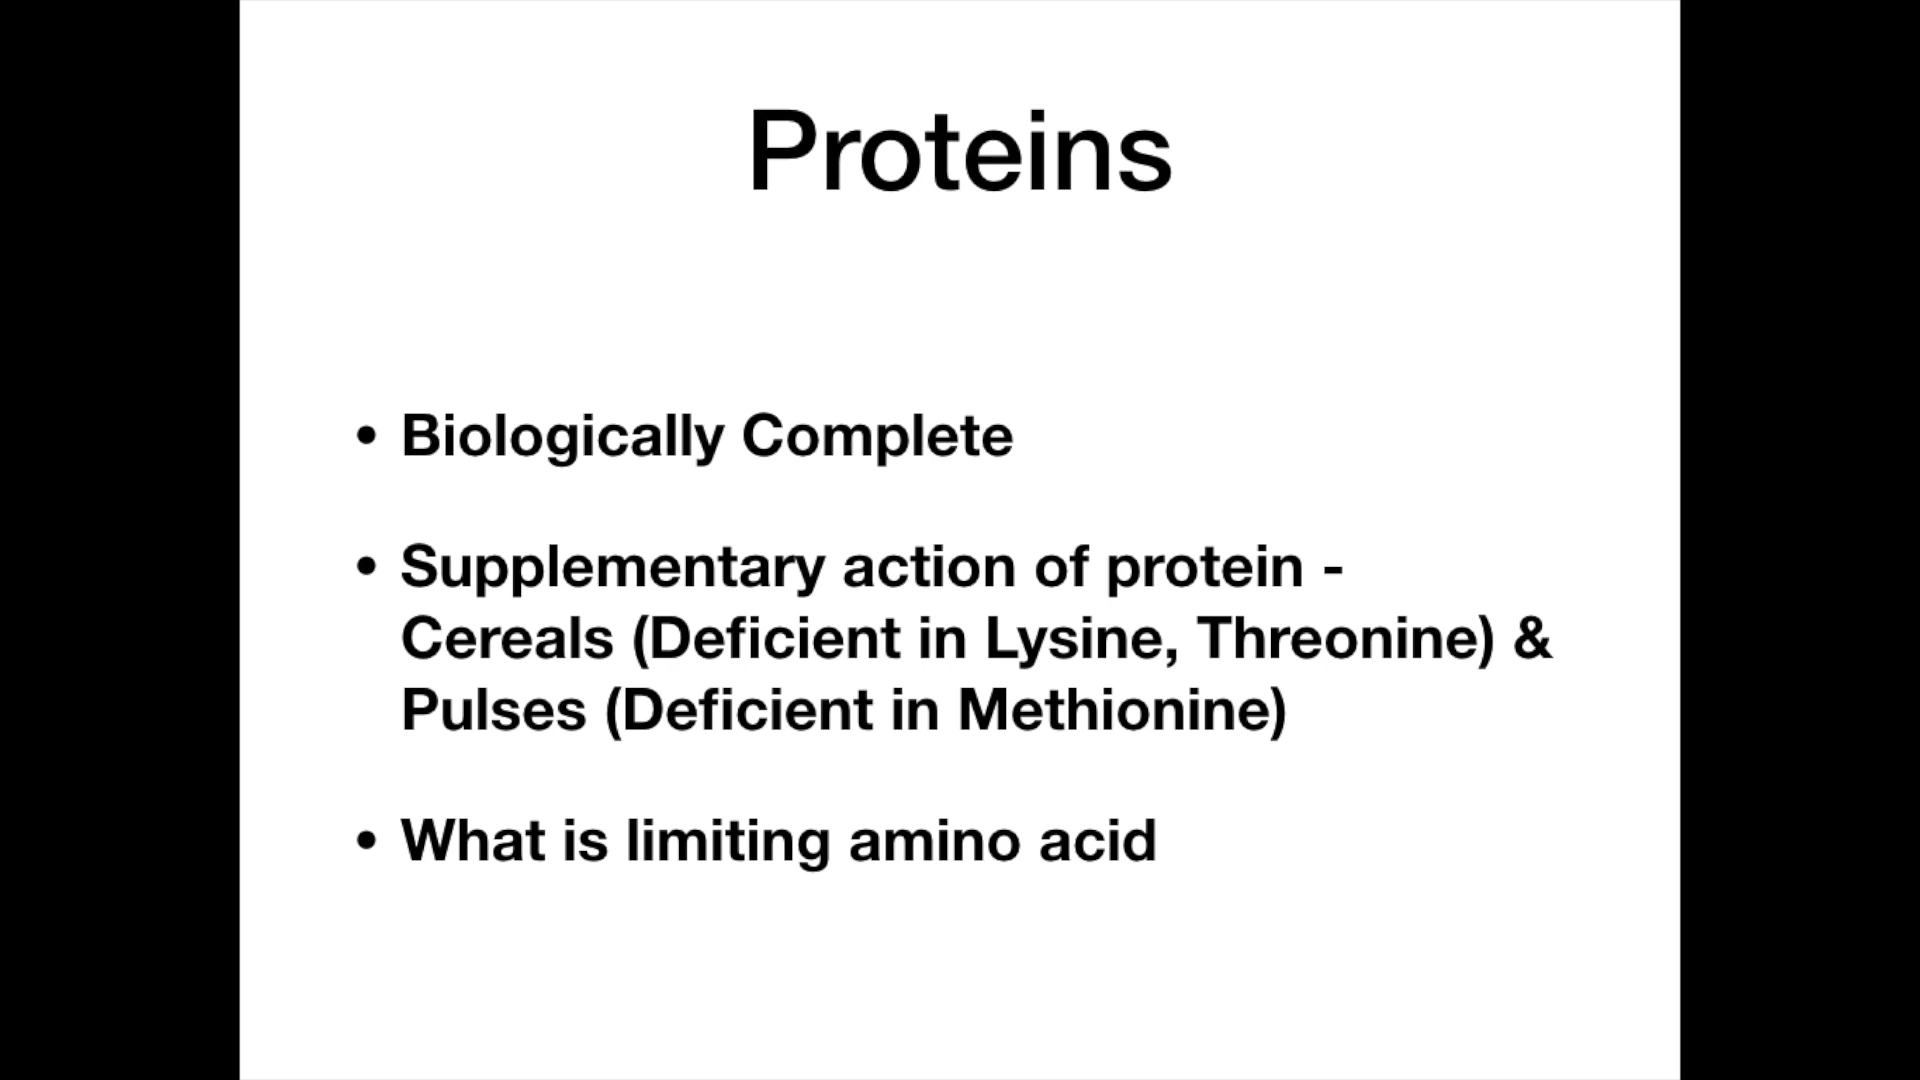 Proteins
• Biologically Complete
• Supplementary action of protein -
Cereals (Deficient in Lysine, Threonine) &
Pulses (Deficient in Methionine)
• What is limiting amino acid